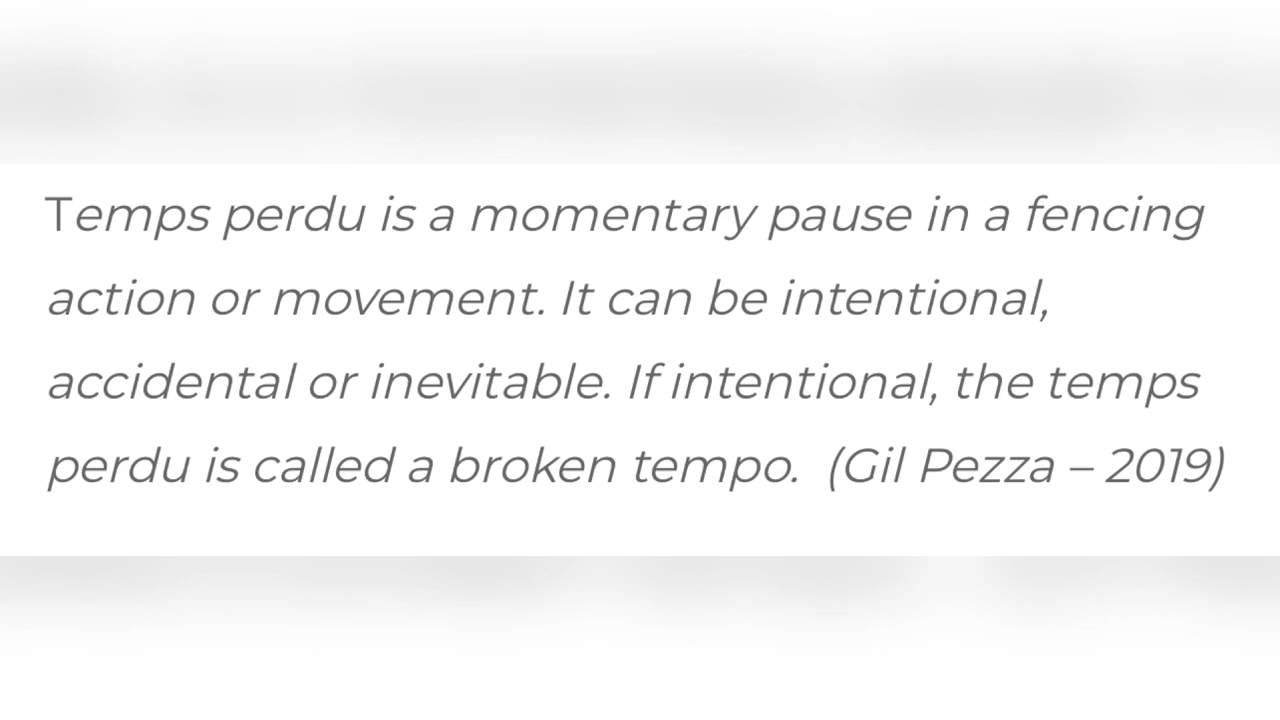 Temps perdu is a momentary pause in a fencing
action or movement. It can be intentional,
accidental or inevitable. If intentional, the temps
perdu is called a broken tempo.  (Gil Pezza – 2019)